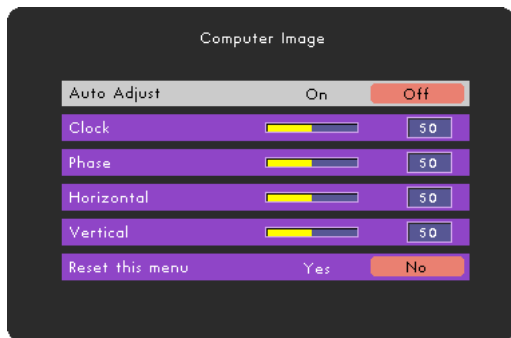 Computer Image
Auto Adjust On Off
Clock 50
Phase 50
Horizontal 50
Vertical 50
Reset this menu Yes No